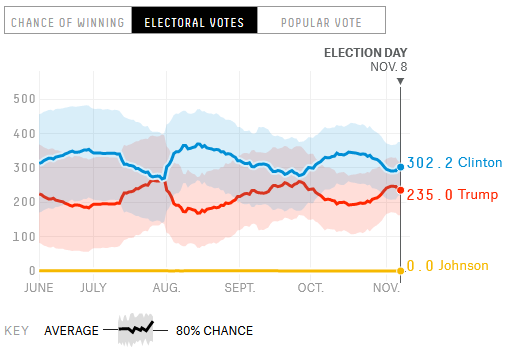 CHANCE OF WINNING ELECTORAL VOTES POPULAR VOTE
ELECTION DAY
NOV. 8
500
400
300
200
100
0
302.2 Clinton
235.0 Trump
0.0 Johnson
JUNE JULY AUG. SEPT. OCT. NOV.
KEY AVERAGE 80% CHANCE